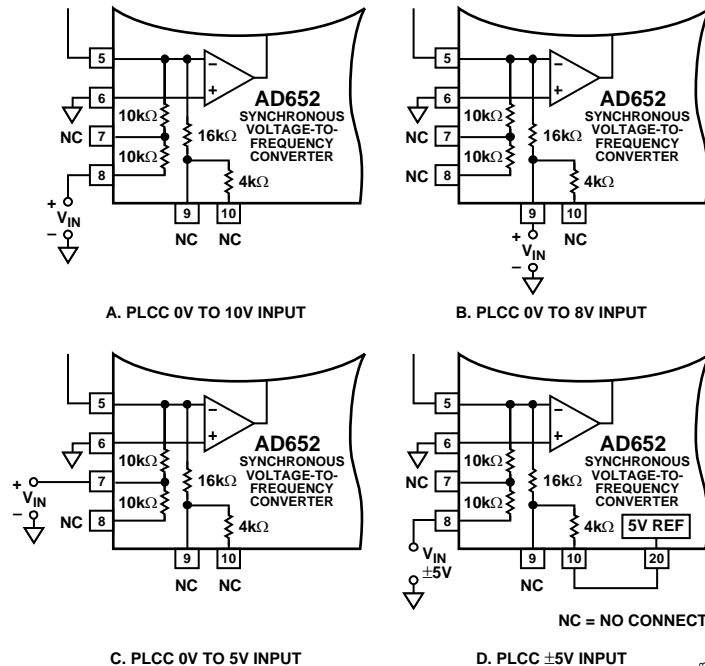 5
6
NC 7
8
10kΩ
10kΩ
16kΩ
4kΩ
−
+
AD652
SYNCHRONOUS
VOLTAGE-TO-
FREQUENCY
CONVERTER
+
VIN
−
9
10
NC
NC
A. PLCC 0V TO 10V INPUT
5
6
NC 7
NC 8
10kΩ
10kΩ
16kΩ
4kΩ
−
+
AD652
SYNCHRONOUS
VOLTAGE-TO-
FREQUENCY
CONVERTER
9
10
+
VIN
−
NC
B. PLCC 0V TO 8V INPUT
5
6
7
NC 8
+
VIN
−
10kΩ
10kΩ
16kΩ
4kΩ
−
+
AD652
SYNCHRONOUS
VOLTAGE-TO-
FREQUENCY
CONVERTER
9
10
NC
NC
C. PLCC 0V TO 5V INPUT
5
6
NC 7
8
10kΩ
10kΩ
16kΩ
4kΩ
−
+
AD652
SYNCHRONOUS
VOLTAGE-TO-
FREQUENCY
CONVERTER
5V REF
VIN
±5V
9
10
20
NC
NC = NO CONNECT
D. PLCC ±5V INPUT